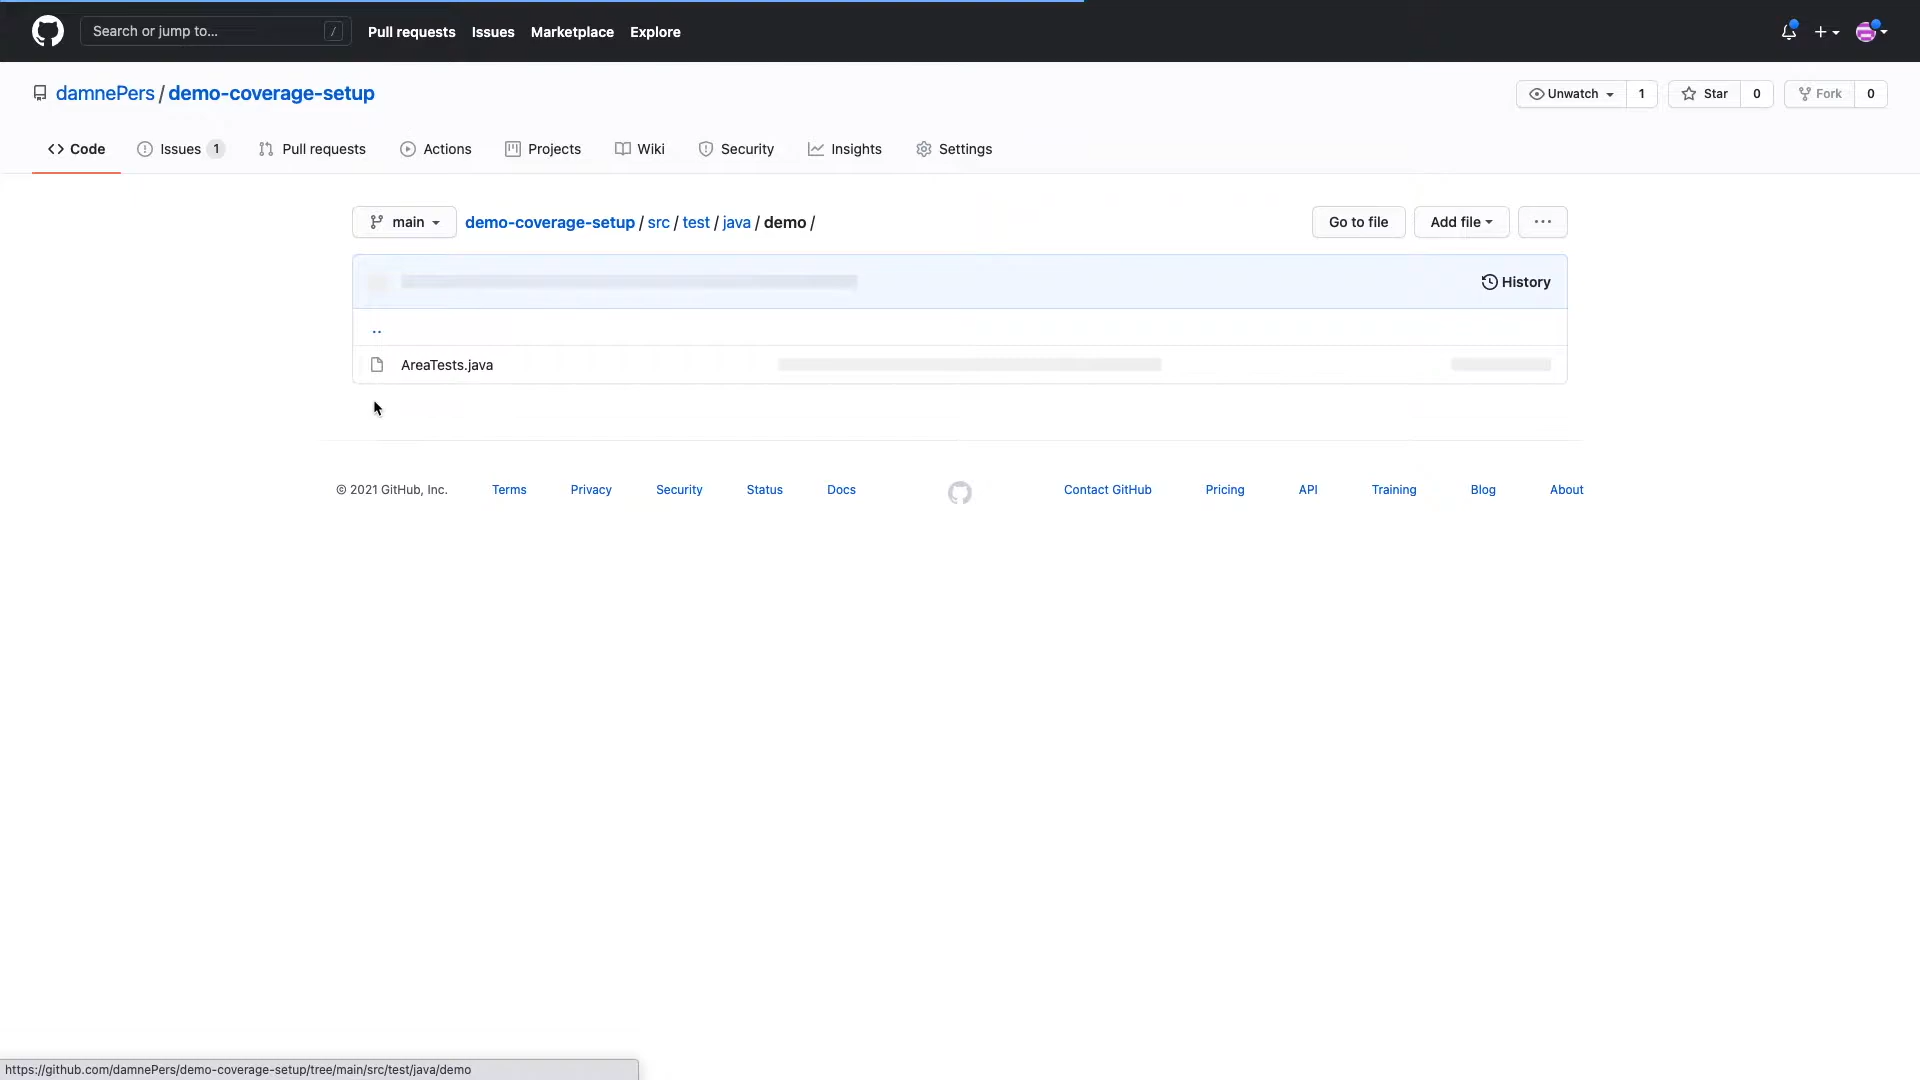 Search or jump to... /
Pull requests Issues Marketplace Explore
damnePers / demo-coverage-setup
Unwatch 1 Star 0 Fork 0
Code Issues 1 Pull requests Actions Projects Wiki Security Insights Settings
main demo-coverage-setup / src / test / java / demo /
Go to file Add file ...
History
..
AreaTests.java
© 2021 GitHub, Inc. Terms Privacy Security Status Docs Contact GitHub Pricing API Training Blog About
https://github.com/damnePers/demo-coverage-setup/tree/main/src/test/java/demo